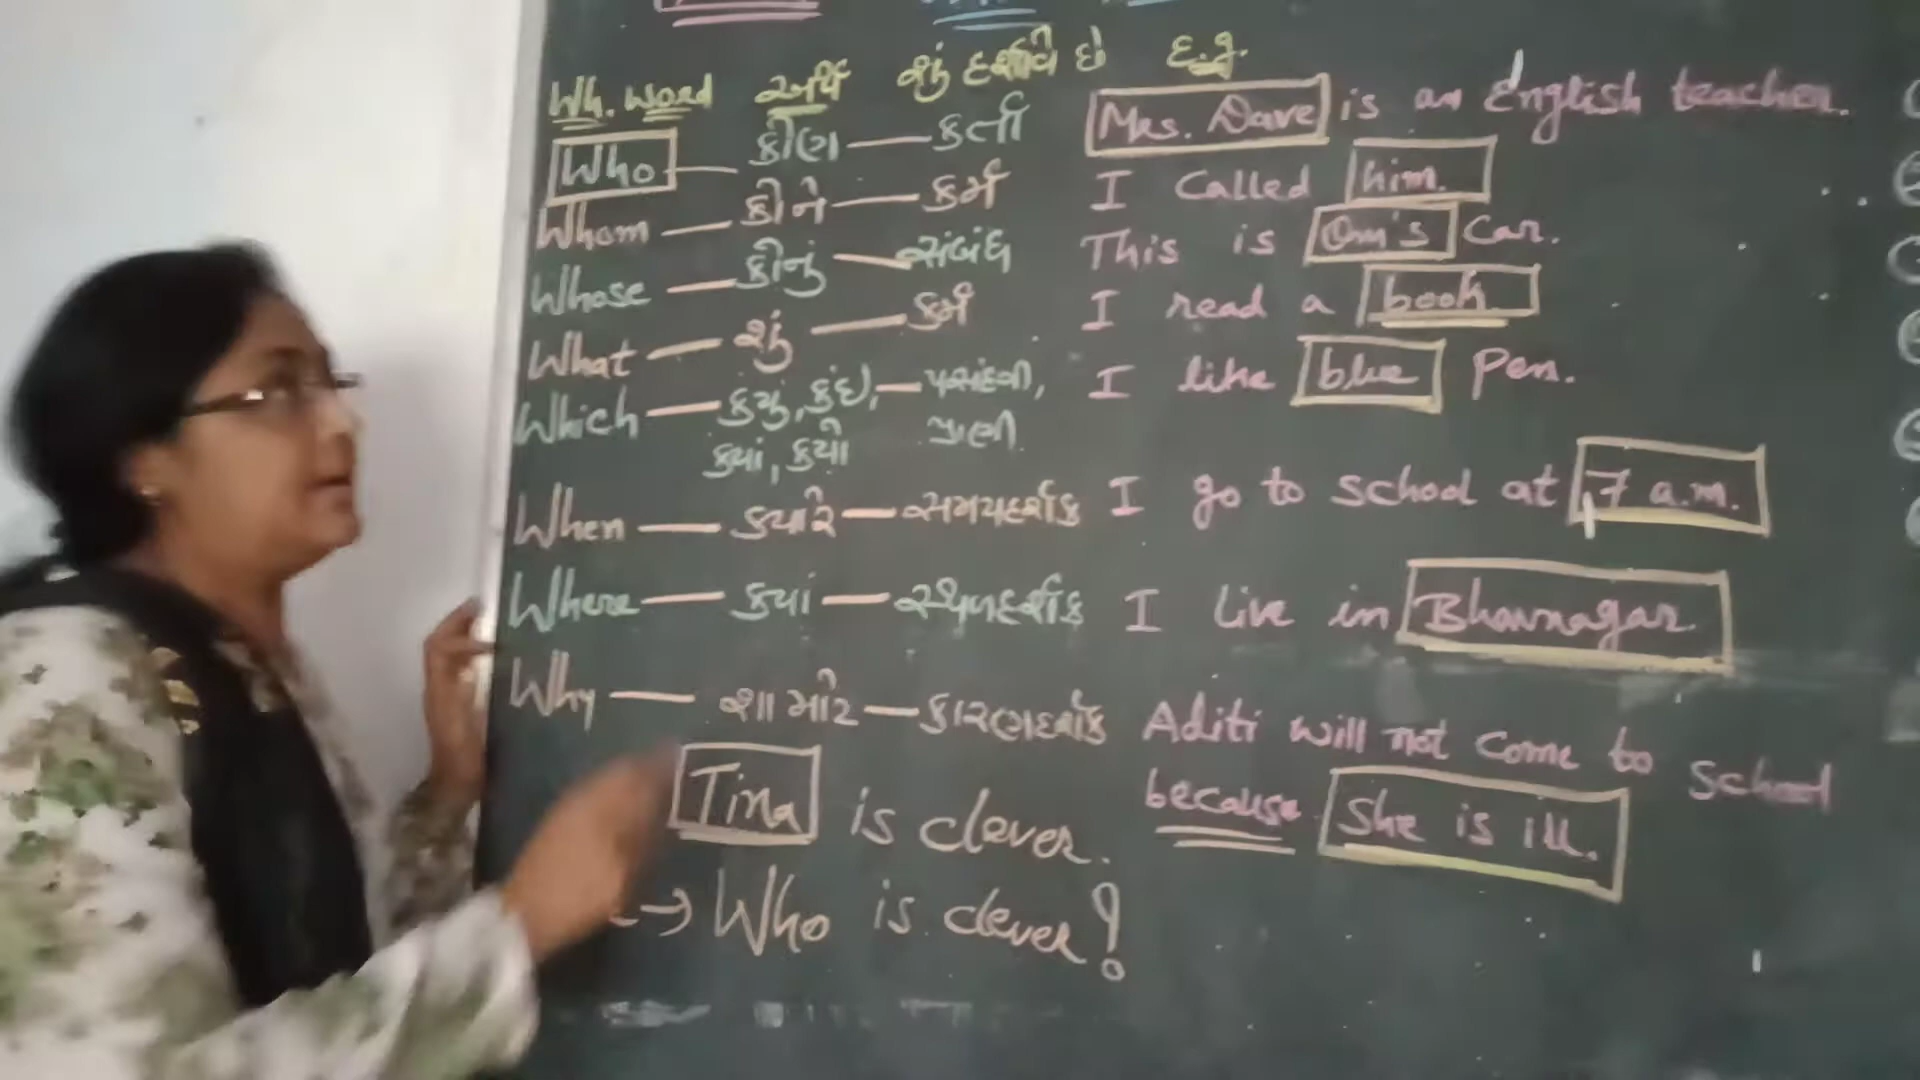 Wh. word અર્થ શું દર્શાવે છે e.g.
Who — કોણ — કર્તા Mrs. Dave is an English teacher.
Whom — કોને — કર્મ I called him.
Whose — કોનું — સંબંધ This is Om's car.
What — શું — કર્મ I read a book.
Which — કયું, કઈ, — પસંદગી, I like blue pen.
કયાં, કયો
When — કયારે — સમયદર્શક I go to school at 7 a.m.
Where — કયાં — સ્થળદર્શક I live in Bhavnagar.
Why — શા માટે — કારણદર્શક Aditi will not come to school
because she is ill.
Tina is clever.
→ Who is clever?